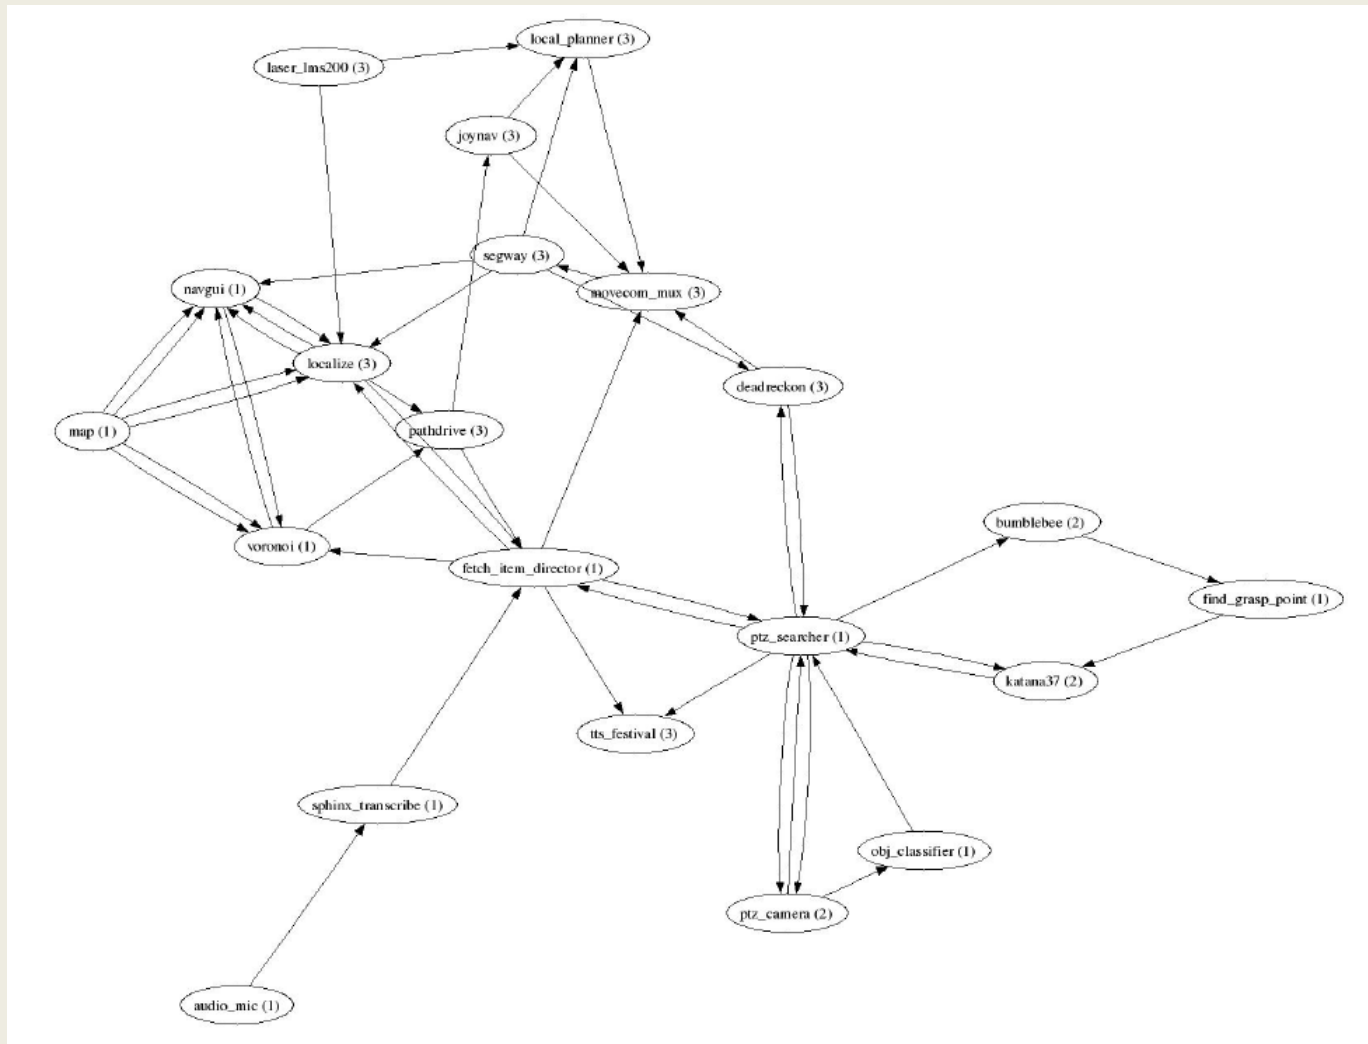 local_planner (3)
laser_lms200 (3)
joynav (3)
segway (3)
navgui (1)
movecom_mux (3)
localize (3)
deadreckon (3)
map (1)
pathdrive (3)
bumblebee (2)
voronoi (1)
fetch_item_director (1)
find_grasp_point (1)
ptz_searcher (1)
katana37 (2)
tts_festival (3)
sphinx_transcribe (1)
obj_classifier (1)
ptz_camera (2)
audio_mic (1)